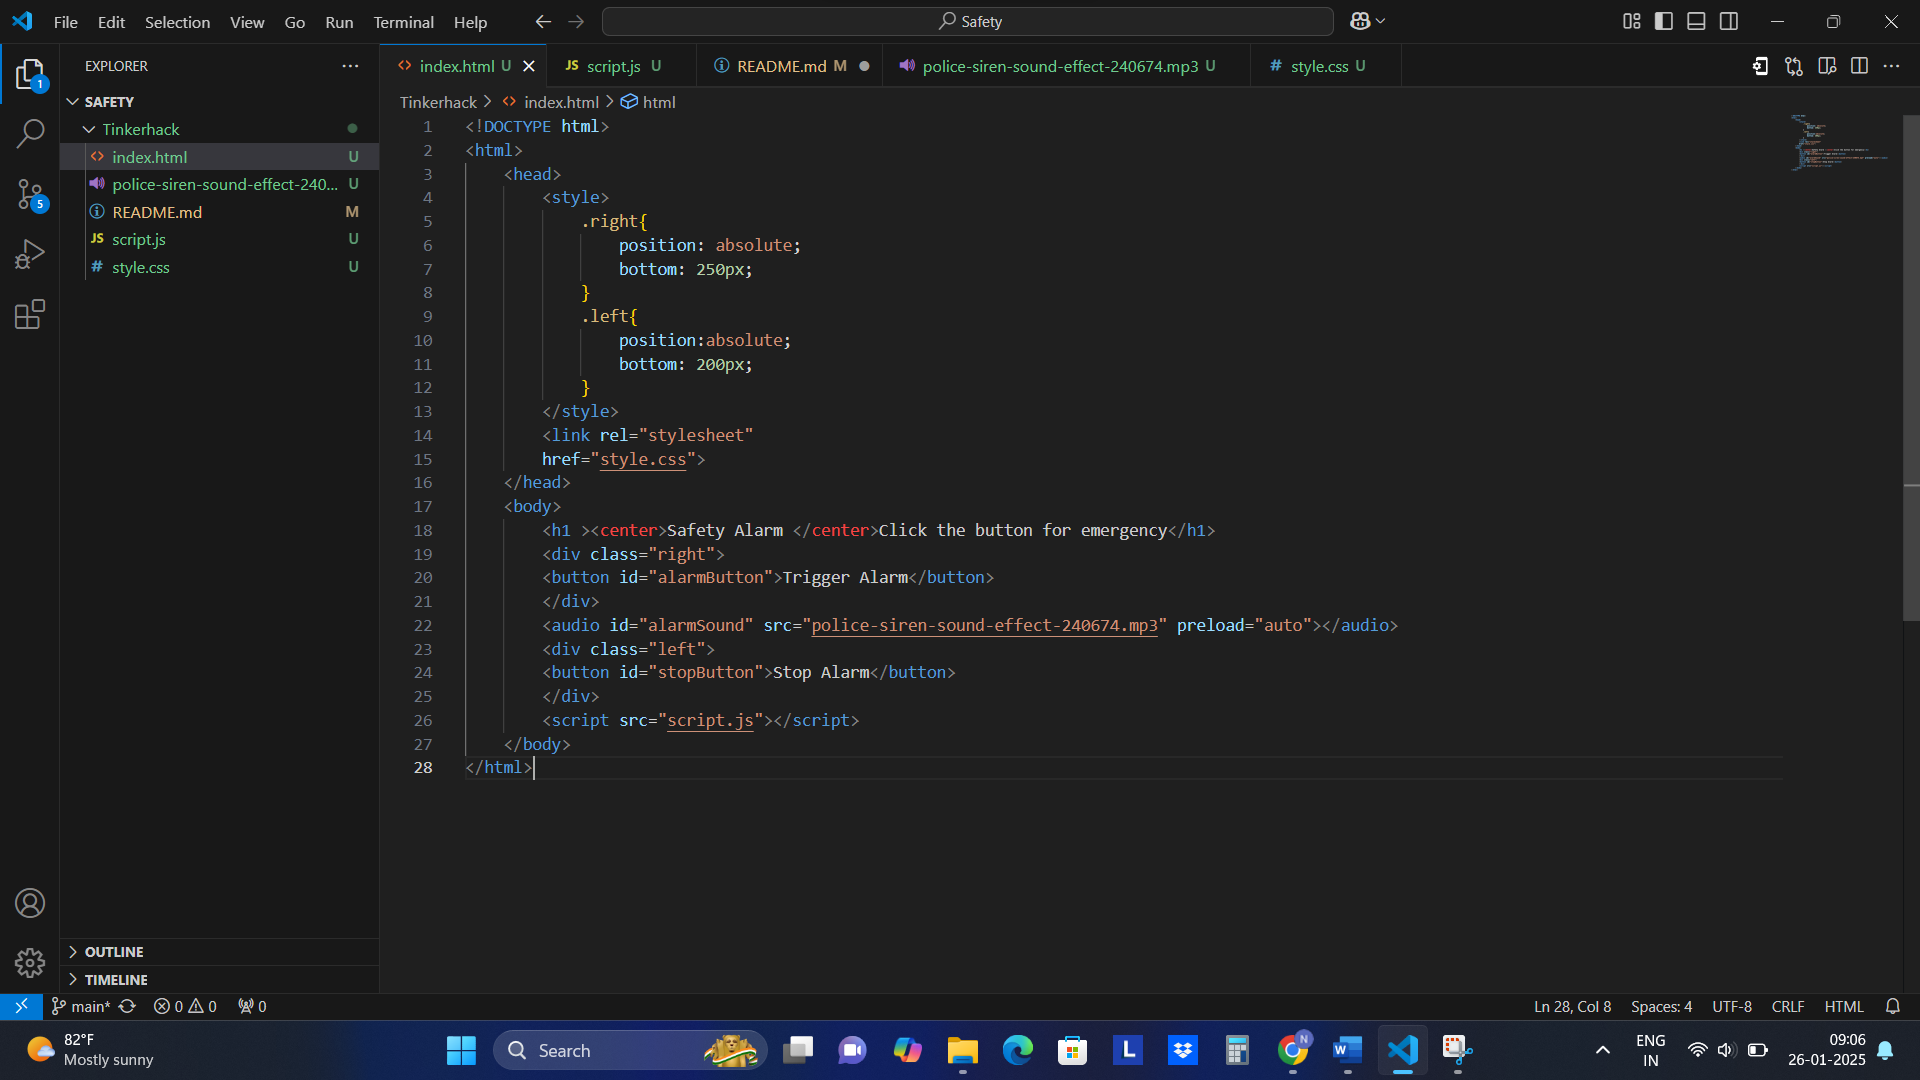 File Edit Selection View Go Run Terminal Help
Safety
EXPLORER
SAFETY
Tinkerhack
index.html U
police-siren-sound-effect-240... U
README.md M
script.js U
style.css U
OUTLINE
TIMELINE
1
5
index.html U
script.js U
README.md M
police-siren-sound-effect-240674.mp3 U
style.css U
Tinkerhack > index.html > html
1 <!DOCTYPE html>
2 <html>
3 <head>
4 <style>
5 .right{
6 position: absolute;
7 bottom: 250px;
8 }
9 .left{
10 position:absolute;
11 bottom: 200px;
12 }
13 </style>
14 <link rel="stylesheet"
15 href="style.css">
16 </head>
17 <body>
18 <h1 ><center>Safety Alarm </center>Click the button for emergency</h1>
19 <div class="right">
20 <button id="alarmButton">Trigger Alarm</button>
21 </div>
22 <audio id="alarmSound" src="police-siren-sound-effect-240674.mp3" preload="auto"></audio>
23 <div class="left">
24 <button id="stopButton">Stop Alarm</button>
25 </div>
26 <script src="script.js"></script>
27 </body>
28 </html>
main* 0 0 0
Ln 28, Col 8 Spaces: 4 UTF-8 CRLF HTML
82°F
Mostly sunny
Search
ENG
IN
09:06
26-01-2025